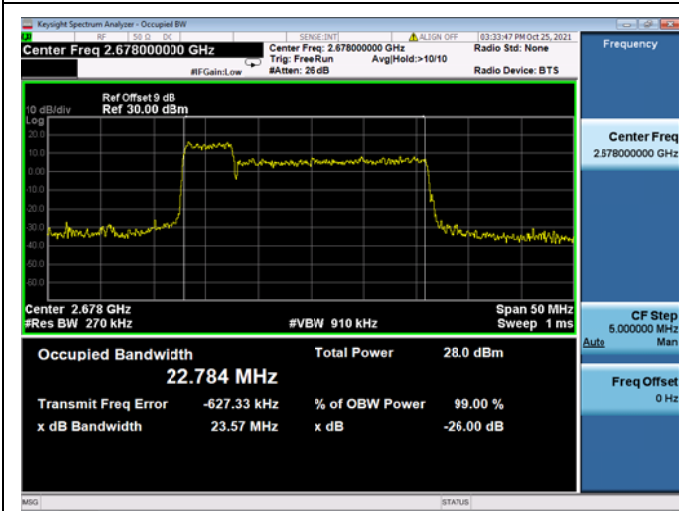 Keysight Spectrum Analyzer - Occupiel BW
RF 50 Ω DC SENSE:INT ALIGN OFF 03:33:47 PM Oct 25, 2021
Center Freq 2.678000000 GHz
Center Freq: 2.678000000 GHz
Radio Std: None
Trig: FreeRun Avg|Hold:>10/10
#IFGain:Low #Atten: 26dB Radio Device: BTS
Frequency
Ref Offset 9 dB
10 dB/div Ref 30.00 dBm
Log
20.0
10.0
0.00
-10.0
-20.0
-30.0
-40.0
-50.0
-60.0
Center 2.678 GHz Span 50 MHz
#Res BW 270 kHz #VBW 910 kHz Sweep 1 ms
Center Freq
2.678000000 GHz
CF Step
5.000000 MHz
Auto Man
Freq Offset
0 Hz
Occupied Bandwidth Total Power 28.0 dBm
22.784 MHz
Transmit Freq Error -627.33 kHz % of OBW Power 99.00 %
x dB Bandwidth 23.57 MHz x dB -26.00 dB
MSG STATUS